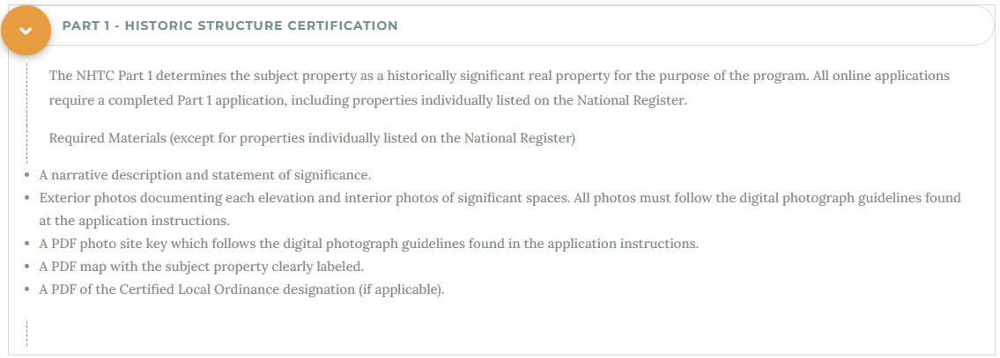 PART 1 - HISTORIC STRUCTURE CERTIFICATION
The NHTC Part 1 determines the subject property as a historically significant real property for the purpose of the program. All online applications
require a completed Part 1 application, including properties individually listed on the National Register.
Required Materials (except for properties individually listed on the National Register)
• A narrative description and statement of significance.
• Exterior photos documenting each elevation and interior photos of significant spaces. All photos must follow the digital photograph guidelines found
at the application instructions.
• A PDF photo site key which follows the digital photograph guidelines found in the application instructions.
• A PDF map with the subject property clearly labeled.
• A PDF of the Certified Local Ordinance designation (if applicable).